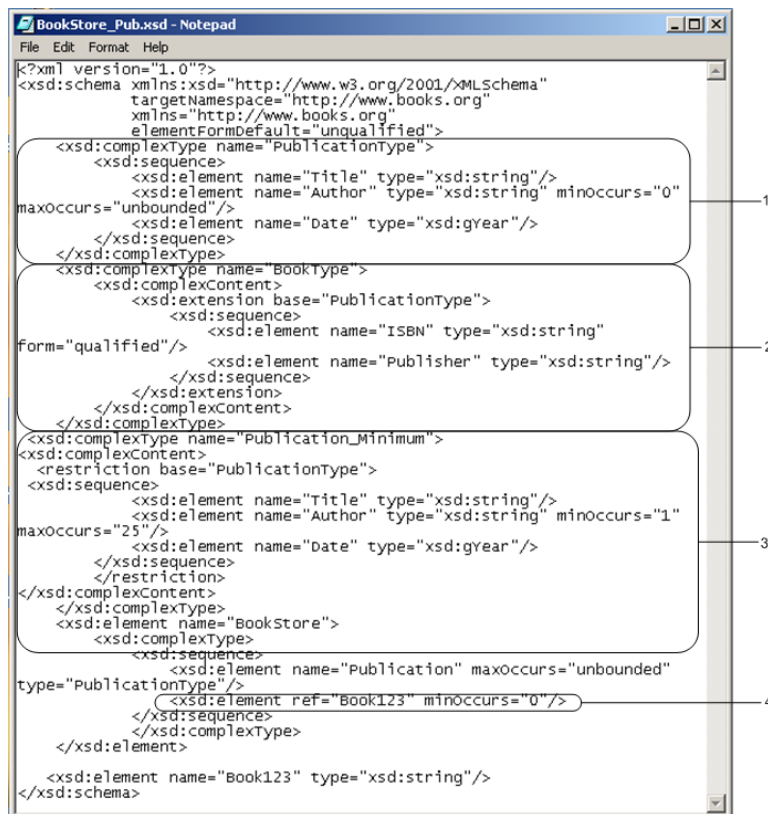 BookStore_Pub.xsd - Notepad
File Edit Format Help
<?xml version="1.0"?>
<xsd:schema xmlns:xsd="http://www.w3.org/2001/XMLSchema"
targetNamespace="http://www.books.org"
xmlns="http://www.books.org"
elementFormDefault="unqualified">
<xsd:complexType name="PublicationType">
<xsd:sequence>
<xsd:element name="Title" type="xsd:string"/>
<xsd:element name="Author" type="xsd:string" minOccurs="0"
maxOccurs="unbounded"/>
1
<xsd:element name="Date" type="xsd:gYear"/>
</xsd:sequence>
</xsd:complexType>
<xsd:complexType name="BookType">
<xsd:complexContent>
<xsd:extension base="PublicationType">
<xsd:sequence>
<xsd:element name="ISBN" type="xsd:string"
form="qualified"/>
2
<xsd:element name="Publisher" type="xsd:string"/>
</xsd:sequence>
</xsd:extension>
</xsd:complexContent>
</xsd:complexType>
<xsd:complexType name="Publication_Minimum">
<xsd:complexContent>
<restriction base="PublicationType">
<xsd:sequence>
<xsd:element name="Title" type="xsd:string"/>
<xsd:element name="Author" type="xsd:string" minOccurs="1"
maxOccurs="25"/>
<xsd:element name="Date" type="xsd:gYear"/>
3
</xsd:sequence>
</restriction>
</xsd:complexContent>
</xsd:complexType>
<xsd:element name="BookStore">
<xsd:complexType>
<xsd:sequence>
<xsd:element name="Publication" maxOccurs="unbounded"
type="PublicationType"/>
<xsd:element ref="Book123" minOccurs="0"/>
4
</xsd:sequence>
</xsd:complexType>
</xsd:element>
<xsd:element name="Book123" type="xsd:string"/>
</xsd:schema>